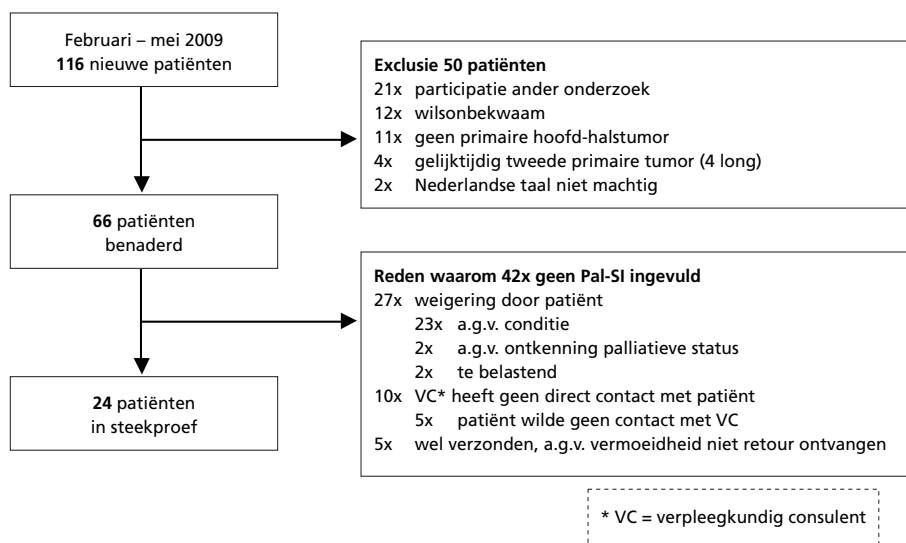 Februari – mei 2009
116 nieuwe patiënten
Exclusie 50 patiënten
21x participatie ander onderzoek
12x wilsonbekwaam
11x geen primaire hoofd-halstumor
4x gelijktijdig tweede primaire tumor (4 long)
2x Nederlandse taal niet machtig
66 patiënten
benaderd
Reden waarom 42x geen Pal-SI ingevuld
27x weigering door patiënt
23x a.g.v. conditie
2x a.g.v. ontkenning palliatieve status
2x te belastend
10x VC* heeft geen direct contact met patiënt
5x patiënt wilde geen contact met VC
5x wel verzonden, a.g.v. vermoeidheid niet retour ontvangen
24 patiënten
in steekproef
* VC = verpleegkundig consulent